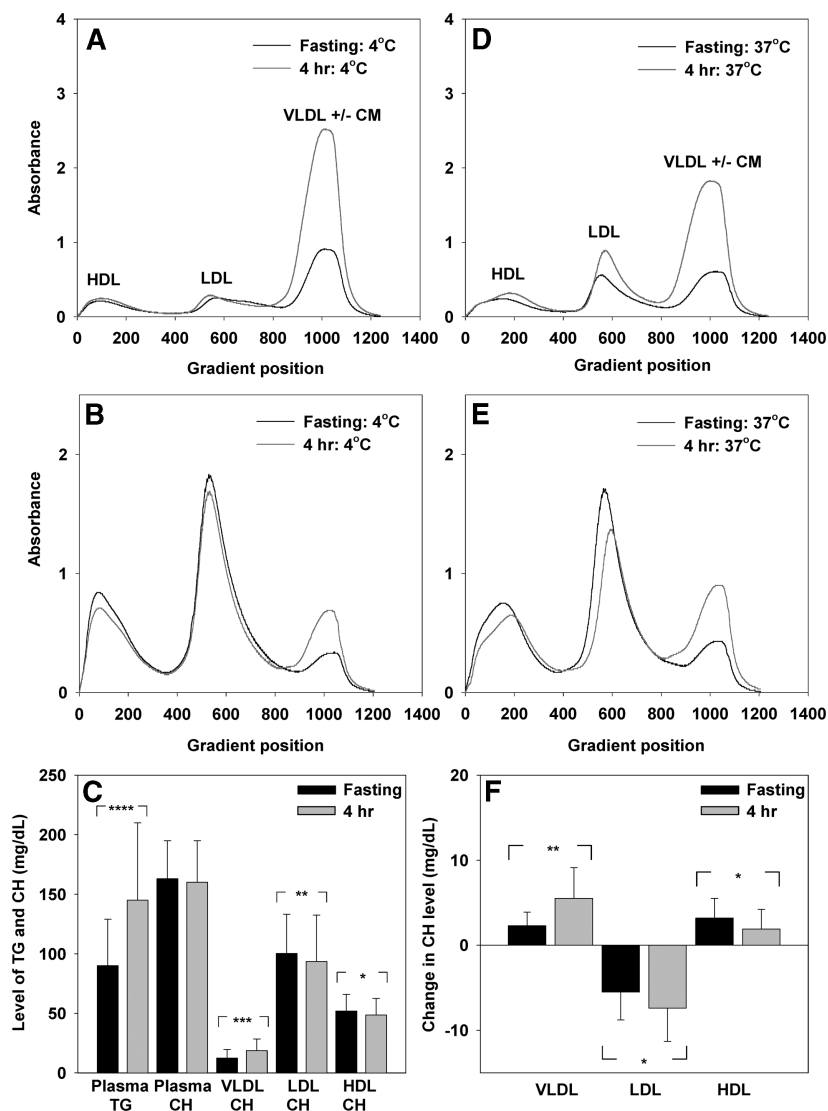 A
Fasting: 4°C
4 hr: 4°C
VLDL +/- CM
HDL
LDL
Absorbance
4
3
2
1
0
0 200 400 600 800 1000 1200 1400
Gradient position
D
Fasting: 37°C
4 hr: 37°C
VLDL +/- CM
LDL
HDL
4
3
2
1
0
0 200 400 600 800 1000 1200 1400
Gradient position
B
Fasting: 4°C
4 hr: 4°C
Absorbance
2
1
0
0 200 400 600 800 1000 1200 1400
Gradient position
E
Fasting: 37°C
4 hr: 37°C
2
1
0
0 200 400 600 800 1000 1200 1400
Gradient position
C
Fasting
4 hr
Level of TG and CH (mg/dL)
250
200
150
100
50
0
****
***
**
*
Plasma Plasma VLDL LDL HDL
TG CH CH CH CH
F
Fasting
4 hr
Change in CH level (mg/dL)
20
10
0
-10
**
*
*
VLDL LDL HDL